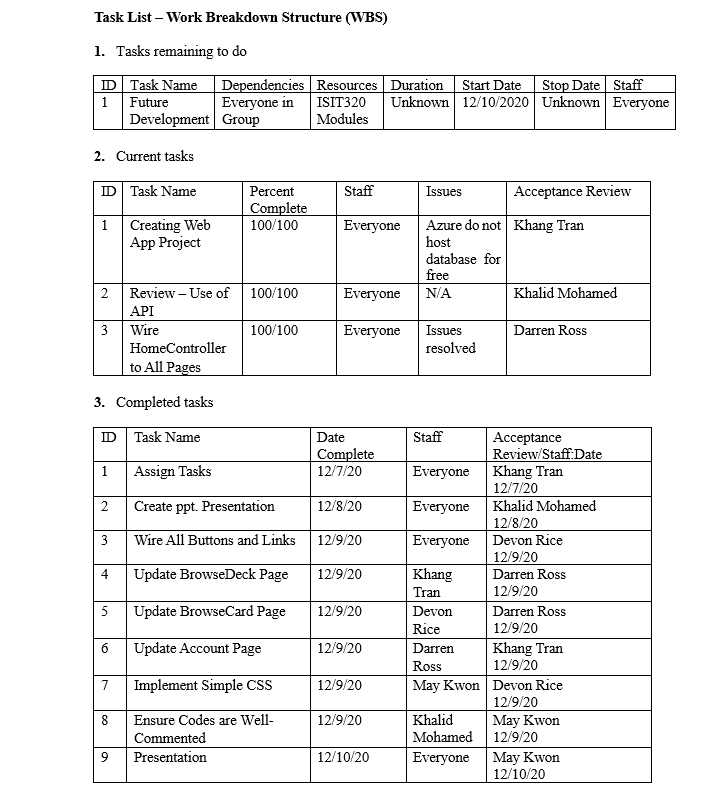 Task List – Work Breakdown Structure (WBS)
1. Tasks remaining to do
ID Task Name Dependencies Resources Duration Start Date Stop Date Staff
1 Future Everyone in ISIT320 Unknown 12/10/2020 Unknown Everyone
Development Group Modules
2. Current tasks
ID Task Name Percent Staff Issues Acceptance Review
Complete
1 Creating Web 100/100 Everyone Azure do not Khang Tran
App Project host
database for
free
2 Review – Use of 100/100 Everyone N/A Khalid Mohamed
API
3 Wire 100/100 Everyone Issues Darren Ross
HomeController resolved
to All Pages
3. Completed tasks
ID Task Name Date Staff Acceptance
Complete Review/Staff:Date
1 Assign Tasks 12/7/20 Everyone Khang Tran
12/7/20
2 Create ppt. Presentation 12/8/20 Everyone Khalid Mohamed
12/8/20
3 Wire All Buttons and Links 12/9/20 Everyone Devon Rice
12/9/20
4 Update BrowseDeck Page 12/9/20 Khang Darren Ross
Tran 12/9/20
5 Update BrowseCard Page 12/9/20 Devon Darren Ross
Rice 12/9/20
6 Update Account Page 12/9/20 Darren Khang Tran
Ross 12/9/20
7 Implement Simple CSS 12/9/20 May Kwon Devon Rice
12/9/20
8 Ensure Codes are Well- 12/9/20 Khalid May Kwon
Commented Mohamed 12/9/20
9 Presentation 12/10/20 Everyone May Kwon
12/10/20